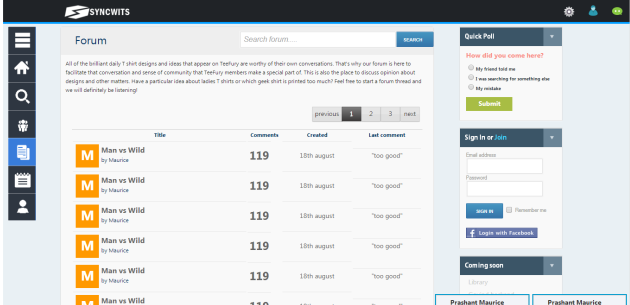 SYNCWITS
Forum
Search forum....
SEARCH
All of the brilliant daily T shirt designs and ideas that appear on TeeFury are worthy of their own conversations. That's why our forum is here to
facilitate that conversation and sense of community that TeeFury members make a special part of. This is also the place to discuss opinion about
designs and other matters. Have a particular idea about ladies T shirts or which geek shirt is printed too much? Feel free to start a forum thread and
we will definitely be listening!
previous 1 2 3 next
Title Comments Created Last comment
M Man vs Wild 119 18th august "too good"
by Maurice
M Man vs Wild 119 18th august "too good"
by Maurice
M Man vs Wild 119 18th august "too good"
by Maurice
M Man vs Wild 119 18th august "too good"
by Maurice
M Man vs Wild 119 18th august "too good"
by Maurice
Man vs Wild 119 18th august "too good"
Quick Poll
How did you come here?
My friend told me
I was searching for something else
My mistake
Submit
Sign In or Join
Email address
Password
SIGN IN Remember me
f Login with Facebook
Coming soon
Library
Prashant Maurice Prashant Maurice